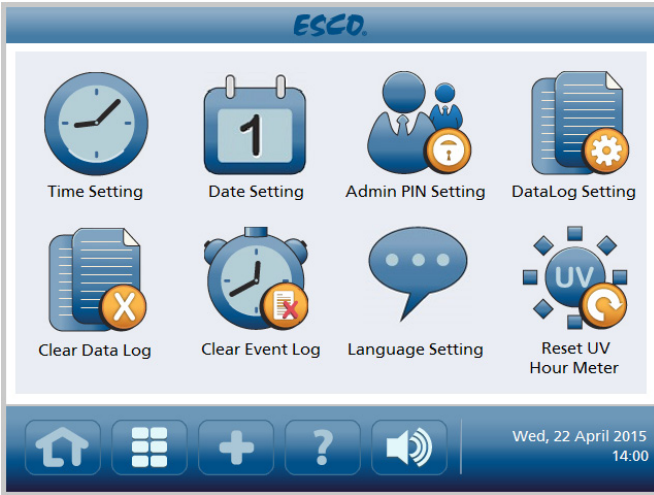 ESCO.
1
Time Setting
Date Setting
Admin PIN Setting
DataLog Setting
X
UV
Clear Data Log
Clear Event Log
Language Setting
Reset UV
Hour Meter
?
Wed, 22 April 2015
14:00